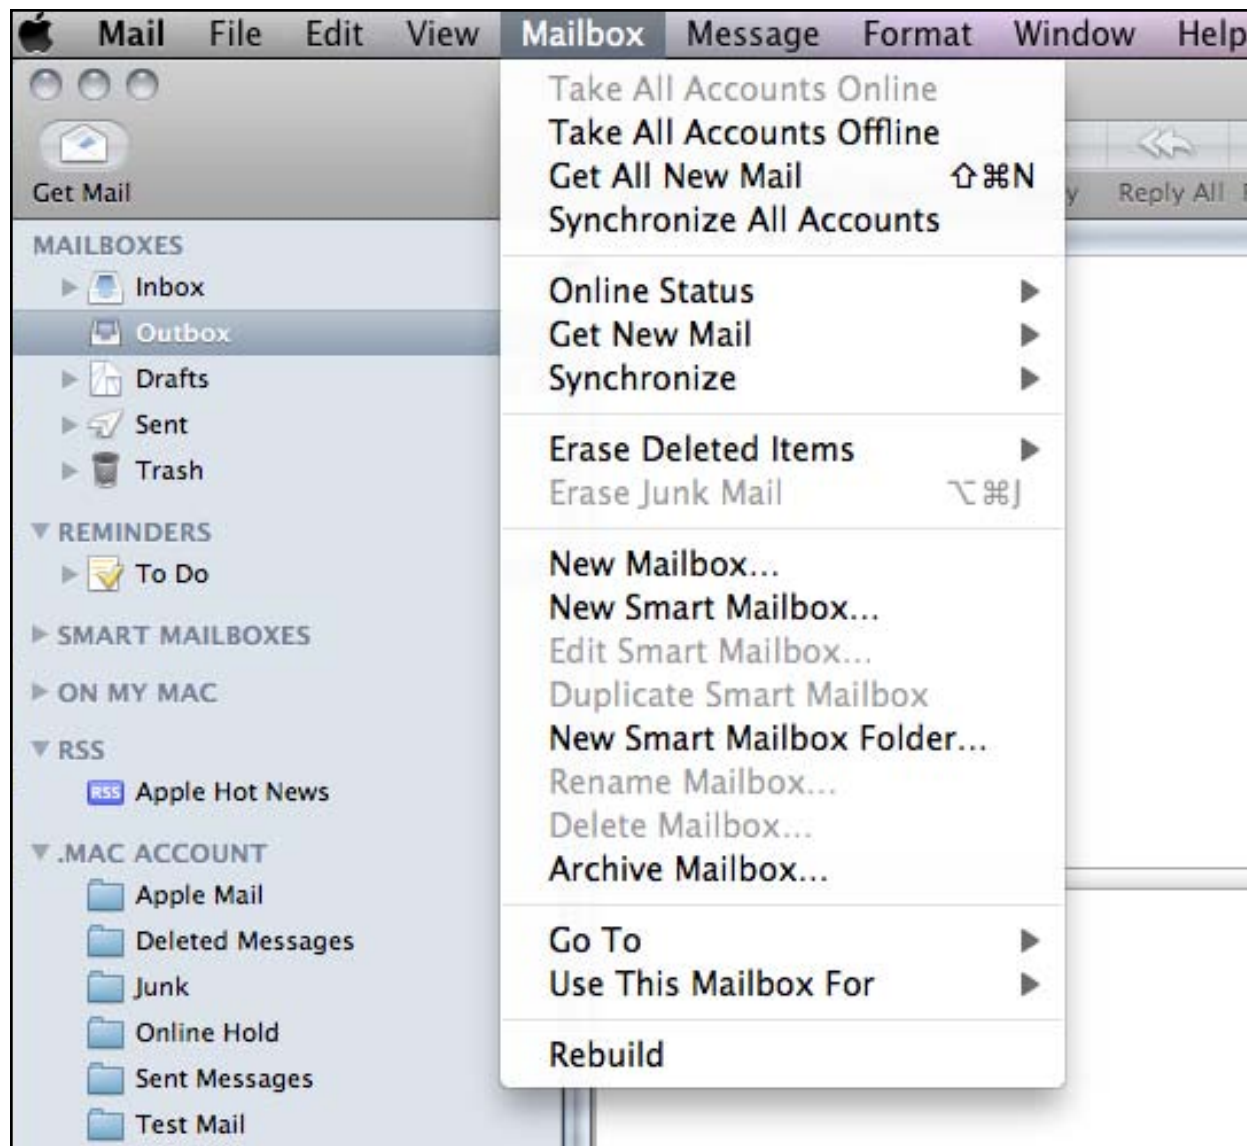 Mail File Edit View Mailbox Message Format Window Help
Get Mail
Reply All
MAILBOXES
Inbox
Outbox
Drafts
Sent
Trash
REMINDERS
To Do
SMART MAILBOXES
ON MY MAC
RSS
RSS Apple Hot News
.MAC ACCOUNT
Apple Mail
Deleted Messages
Junk
Online Hold
Sent Messages
Test Mail
Take All Accounts Online
Take All Accounts Offline
Get All New Mail ⇧⌘N
Synchronize All Accounts
Online Status
Get New Mail
Synchronize
Erase Deleted Items
Erase Junk Mail ⌥⌘J
New Mailbox...
New Smart Mailbox...
Edit Smart Mailbox...
Duplicate Smart Mailbox
New Smart Mailbox Folder...
Rename Mailbox...
Delete Mailbox...
Archive Mailbox...
Go To
Use This Mailbox For
Rebuild